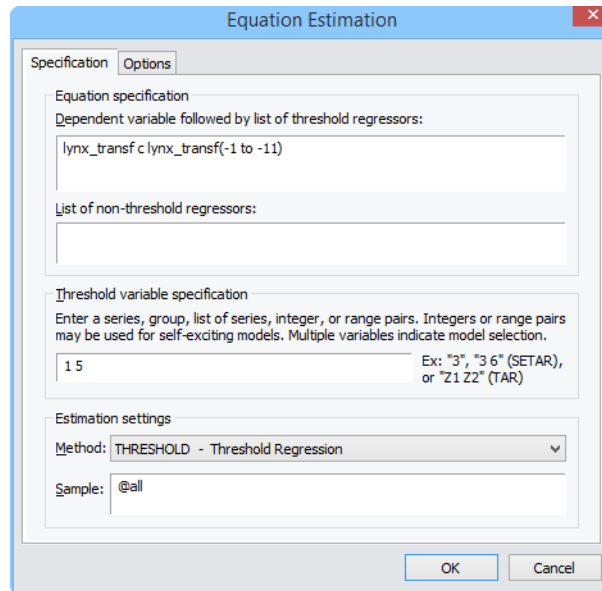 Equation Estimation
Specification
Options
Equation specification
Dependent variable followed by list of threshold regressors:
lynx_transf c lynx_transf(-1 to -11)
List of non-threshold regressors:
Threshold variable specification
Enter a series, group, list of series, integer, or range pairs. Integers or range pairs
may be used for self-exciting models. Multiple variables indicate model selection.
1 5
Ex: "3", "3 6" (SETAR),
or "Z1 Z2" (TAR)
Estimation settings
Method: THRESHOLD - Threshold Regression
Sample: @all
OK
Cancel